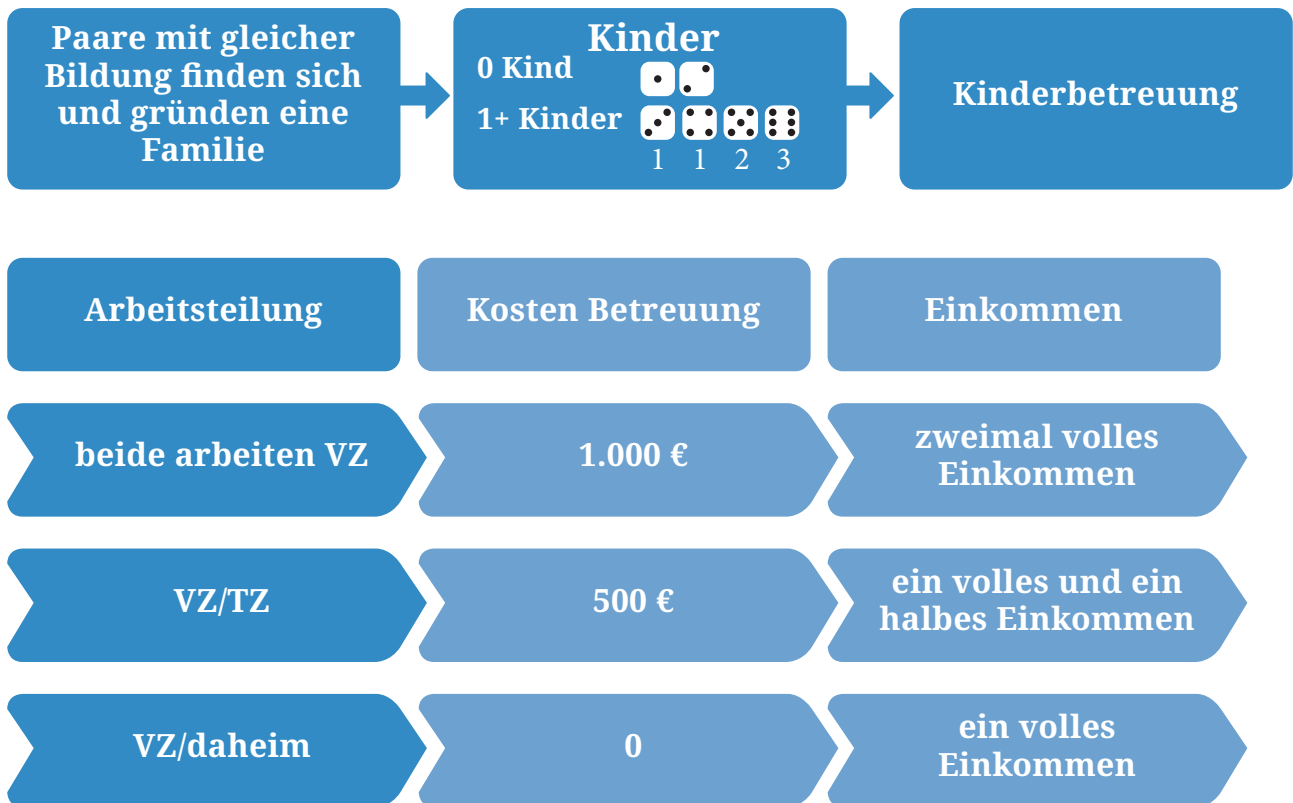 Paare mit gleicher
Bildung finden sich
und gründen eine
Familie
Kinder
0 Kind
1+ Kinder
1 1 2 3
Kinderbetreuung
Arbeitsteilung
Kosten Betreuung
Einkommen
beide arbeiten VZ
1.000 €
zweimal volles
Einkommen
VZ/TZ
500 €
ein volles und ein
halbes Einkommen
VZ/daheim
0
ein volles
Einkommen